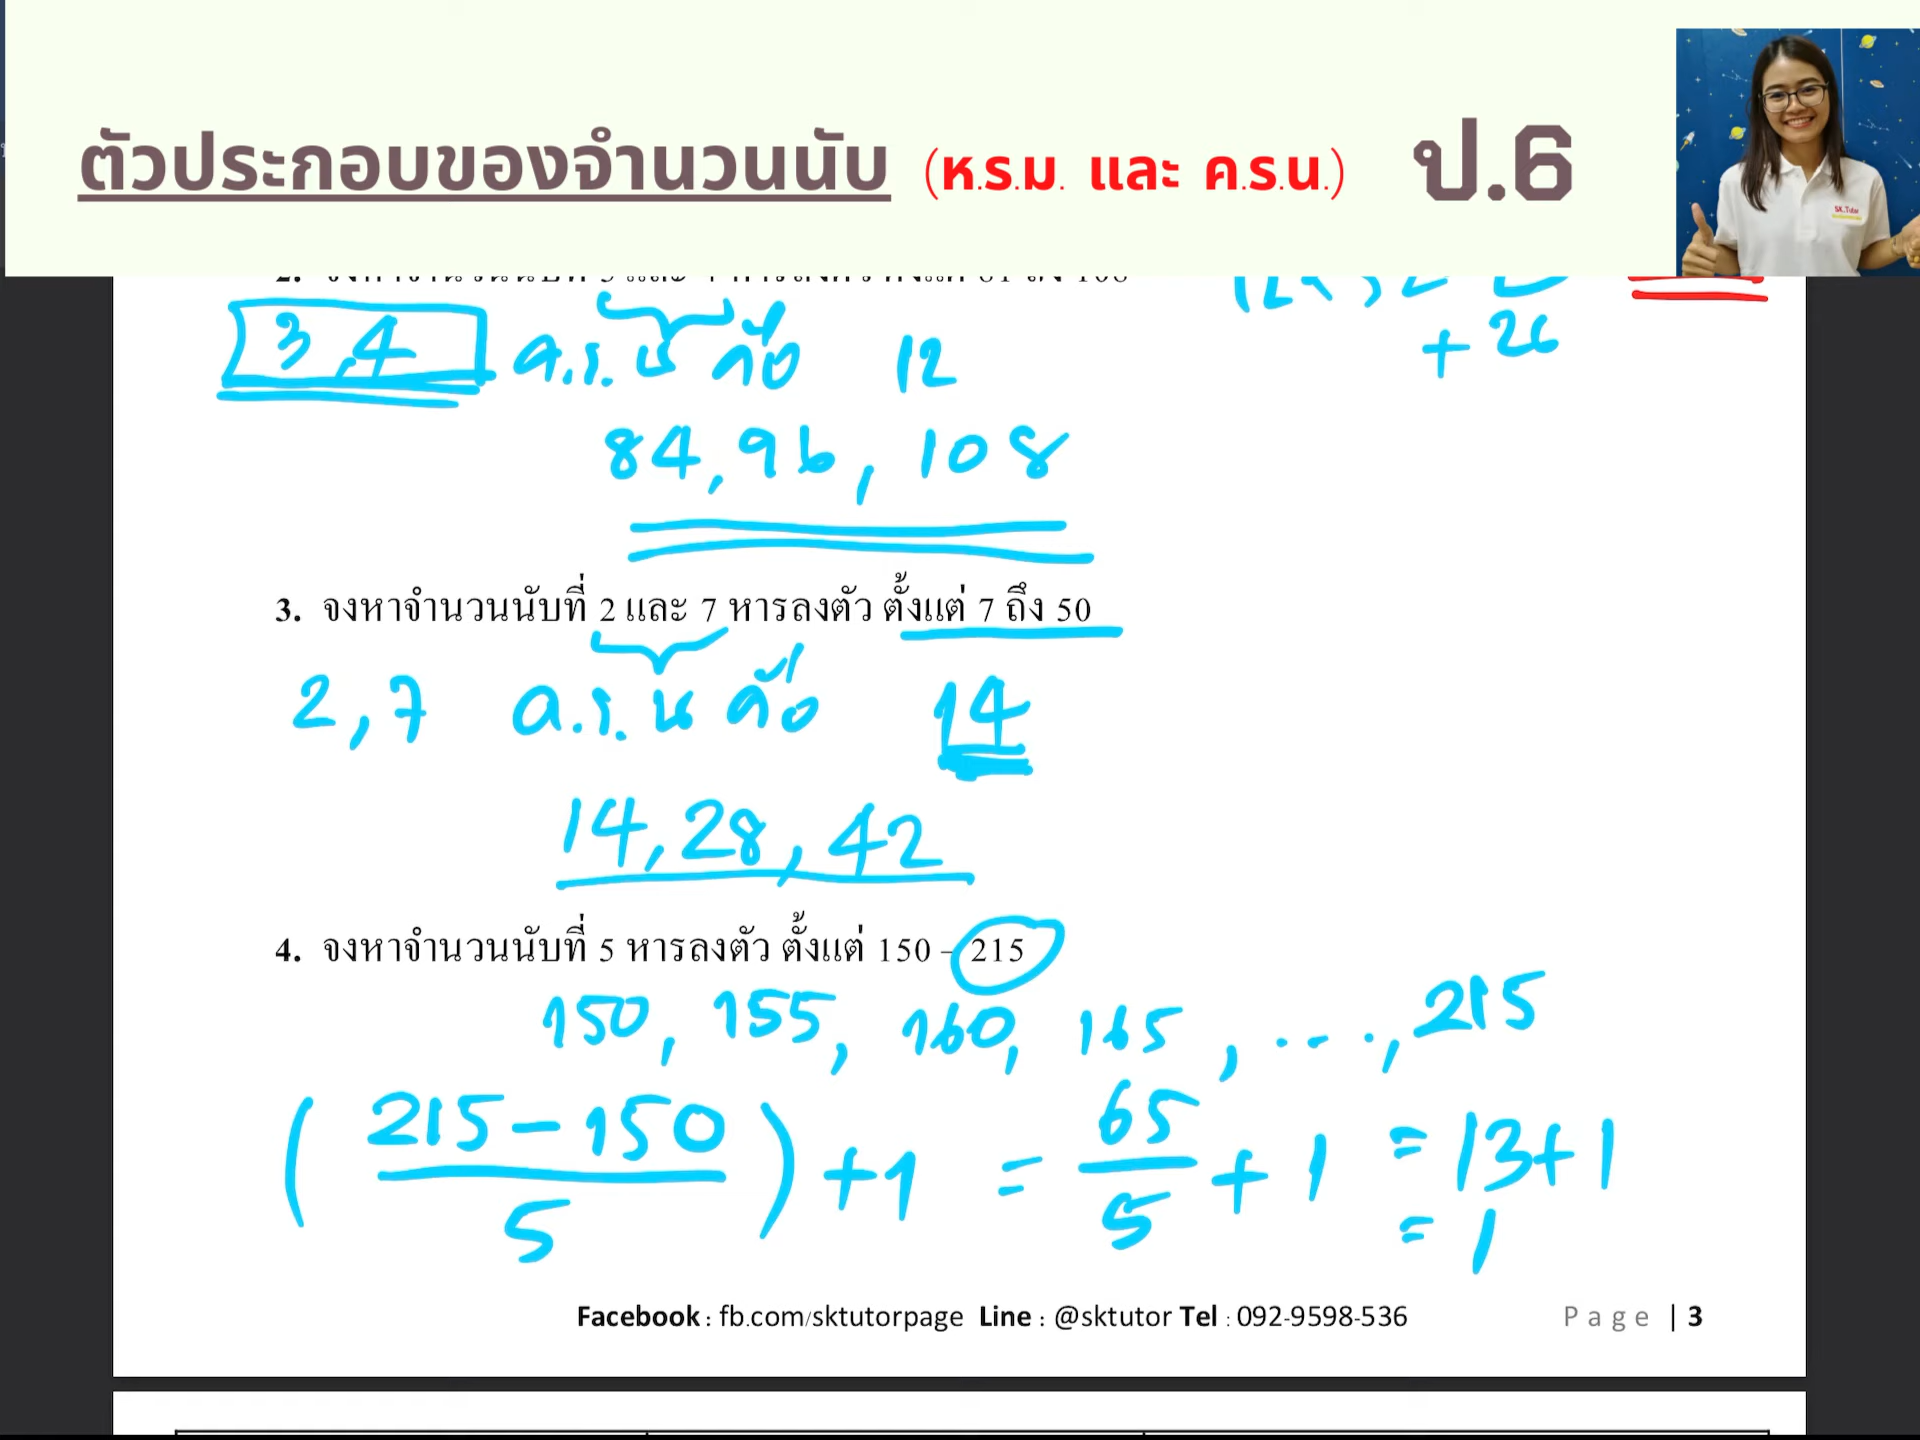 ตัวประกอบของจำนวนนับ (ห.ร.ม. และ ค.ร.น.) ป.6
SK.Tutor
+ 26
3,4 ค.ร.น คือ 12
84, 96, 108
3. จงหาจำนวนนับที่ 2 และ 7 หารลงตัว ตั้งแต่ 7 ถึง 50
2,7 ค.ร.น คือ 14
14, 28, 42
4. จงหาจำนวนนับที่ 5 หารลงตัว ตั้งแต่ 150 – 215
150, 155, 160, 165, ..., 215
(215 – 150 / 5) + 1 = 65 / 5 + 1 = 13 + 1
= 1
Facebook : fb.com/sktutorpage Line : @sktutor Tel : 092-9598-536
Page | 3